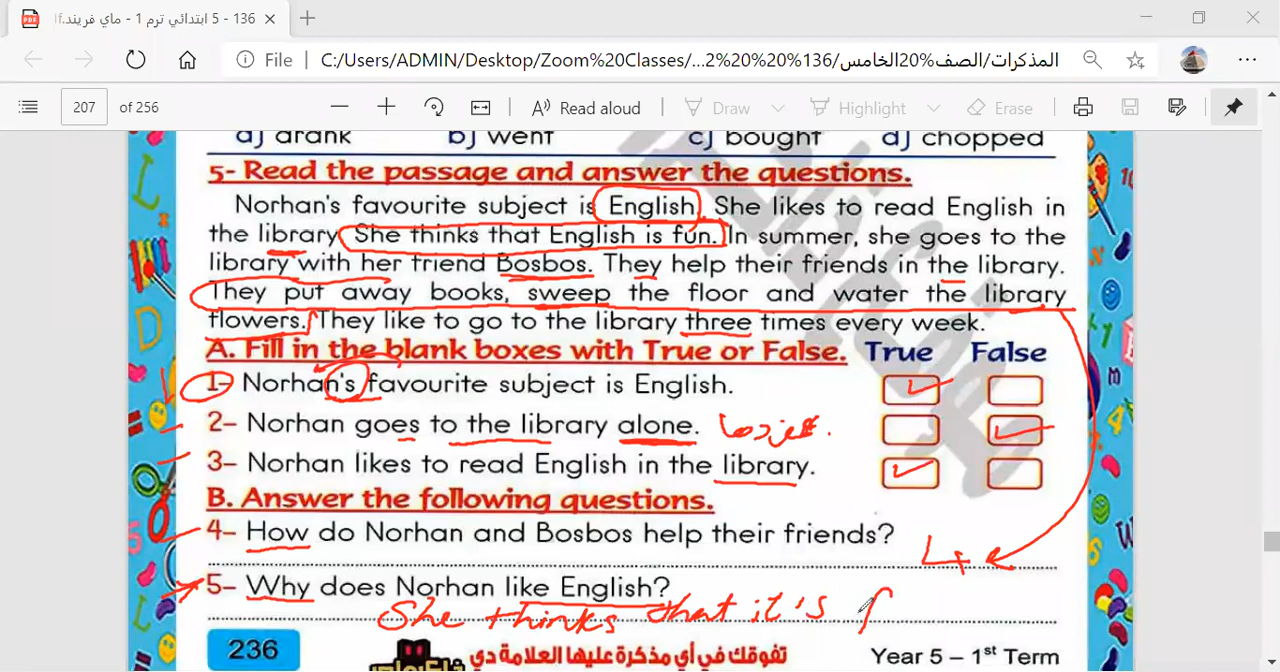 136 - 5 ابتدائي ترم 1 - ماي فريند.If
File C:/Users/ADMIN/Desktop/Zoom%20Classes/...2%20%20%136/المذكرات/الصف%20الخامس
207 of 256 Read aloud Draw Highlight Erase
a) drank b) went c) bought d) chopped
5- Read the passage and answer the questions.
Norhan's favourite subject is English. She likes to read English in
the library. She thinks that English is fun. In summer, she goes to the
library with her friend Bosbos. They help their friends in the library.
They put away books, sweep the floor and water the library
flowers. They like to go to the library three times every week.
A. Fill in the blank boxes with True or False. True False
1- Norhan's favourite subject is English.
2- Norhan goes to the library alone.
3- Norhan likes to read English in the library.
B. Answer the following questions.
4- How do Norhan and Bosbos help their friends?
4
5- Why does Norhan like English?
She thinks that it's f
236 تفوقك في أي مذكرة عليها العلامة دي Year 5 – 1st Term